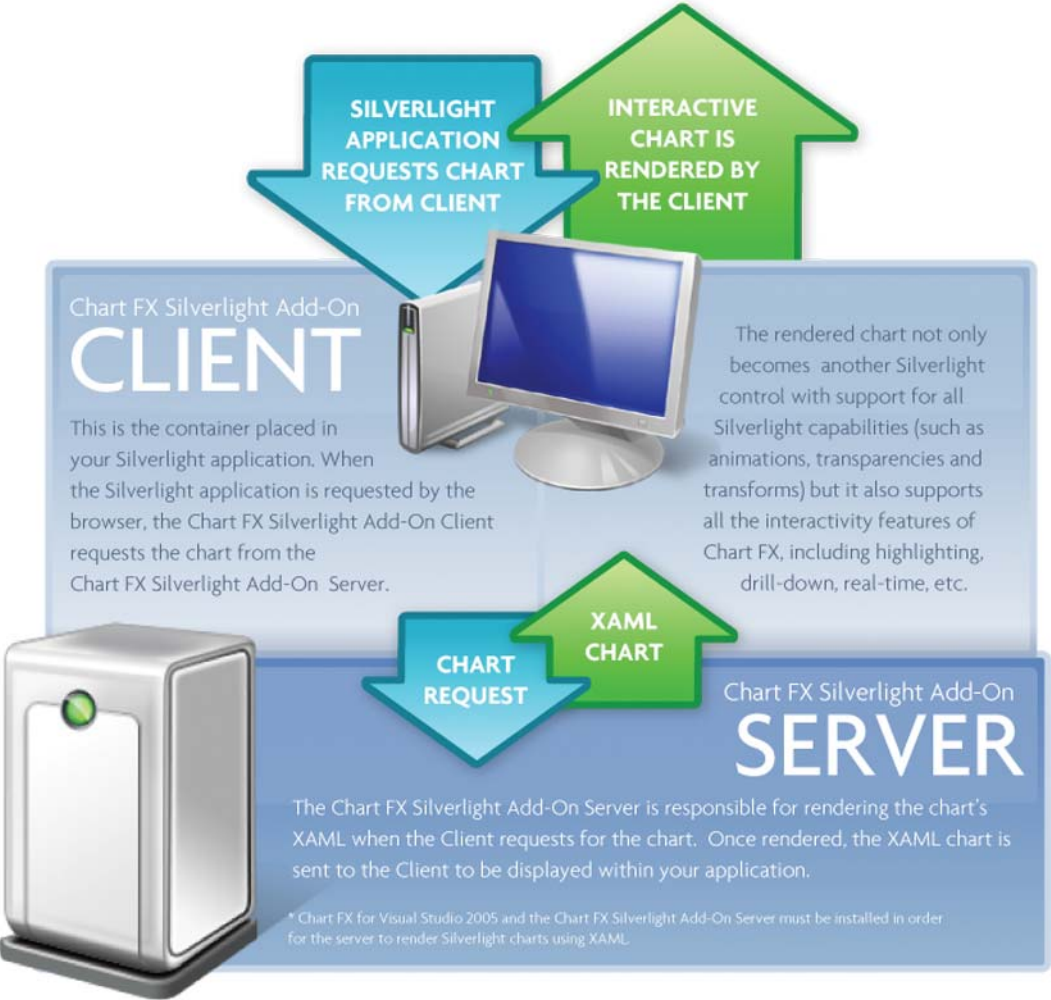 SILVERLIGHT
APPLICATION
REQUESTS CHART
FROM CLIENT
INTERACTIVE
CHART IS
RENDERED BY
THE CLIENT
Chart FX Silverlight Add-On
CLIENT
This is the container placed in
your Silverlight application. When
the Silverlight application is requested by the
browser, the Chart FX Silverlight Add-On Client
requests the chart from the
Chart FX Silverlight Add-On Server.
The rendered chart not only
becomes another Silverlight
control with support for all
Silverlight capabilities (such as
animations, transparencies and
transforms) but it also supports
all the interactivity features of
Chart FX, including highlighting,
drill-down, real-time, etc.
CHART
REQUEST
XAML
CHART
Chart FX Silverlight Add-On
SERVER
The Chart FX Silverlight Add-On Server is responsible for rendering the chart's
XAML when the Client requests for the chart. Once rendered, the XAML chart is
sent to the Client to be displayed within your application.
* Chart FX for Visual Studio 2005 and the Chart FX Silverlight Add-On Server must be installed in order
for the server to render Silverlight charts using XAML.